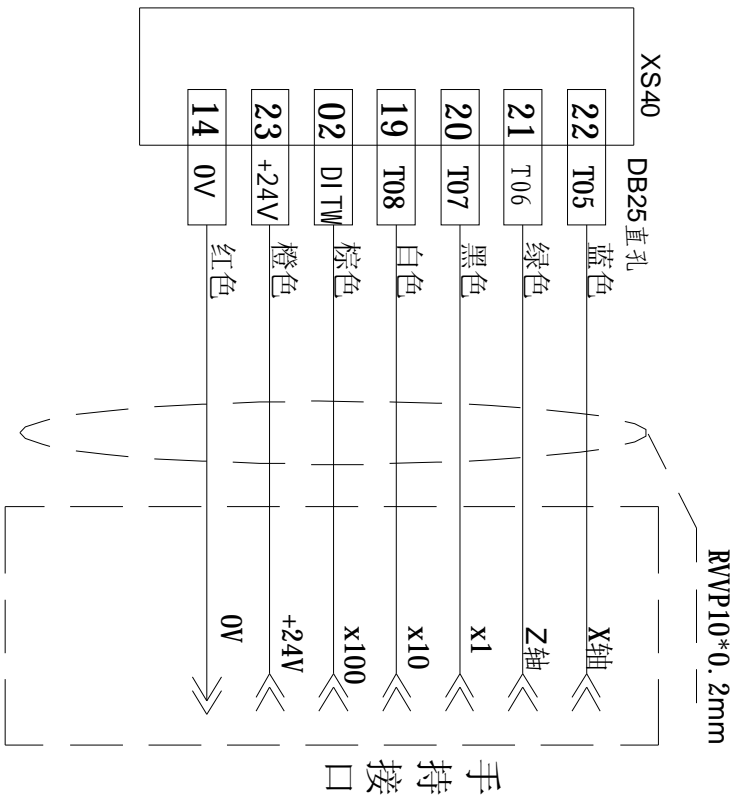 XS40
DB25直孔
22 T05 蓝色 X轴
21 T06 绿色 Z轴
20 T07 黑色 x1
19 T08 白色 x10
02 DITW 棕色 x100
23 +24V 橙色 +24V
14 0V 红色 0V
RVVP10*0.2mm
手持接口